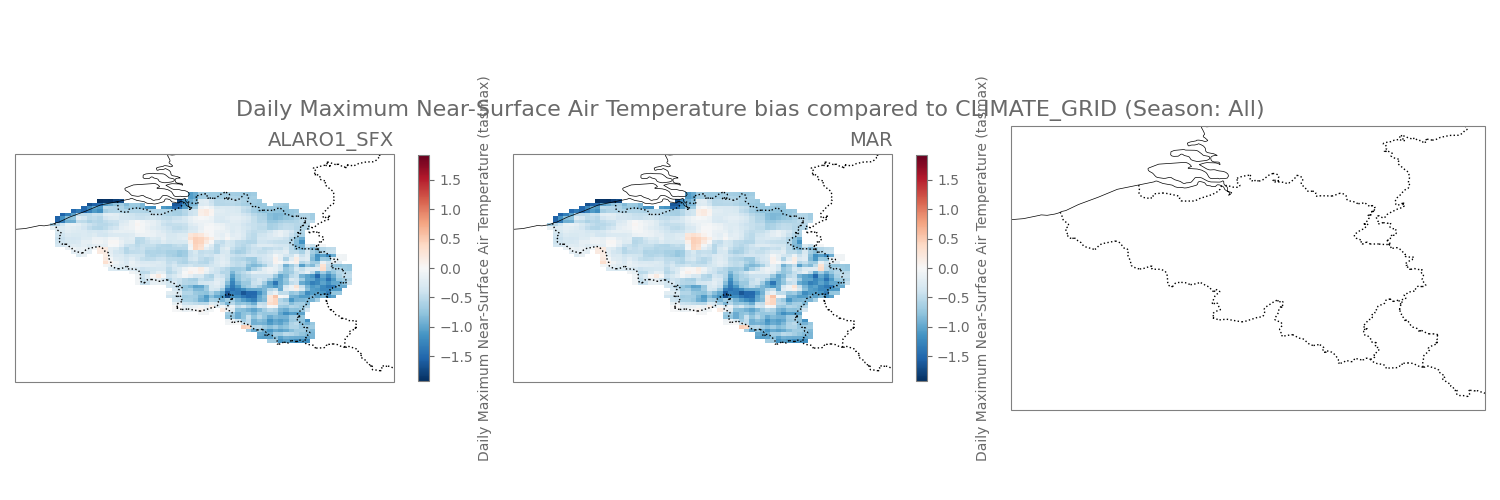 Daily Maximum Near-Surface Air Temperature bias compared to CLIMATE_GRID (Season: All)
ALARO1_SFX
1.5
1.0
0.5
0.0
−0.5
−1.0
−1.5
Daily Maximum Near-Surface Air Temperature (tasmax)
MAR
1.5
1.0
0.5
0.0
−0.5
−1.0
−1.5
Daily Maximum Near-Surface Air Temperature (tasmax)